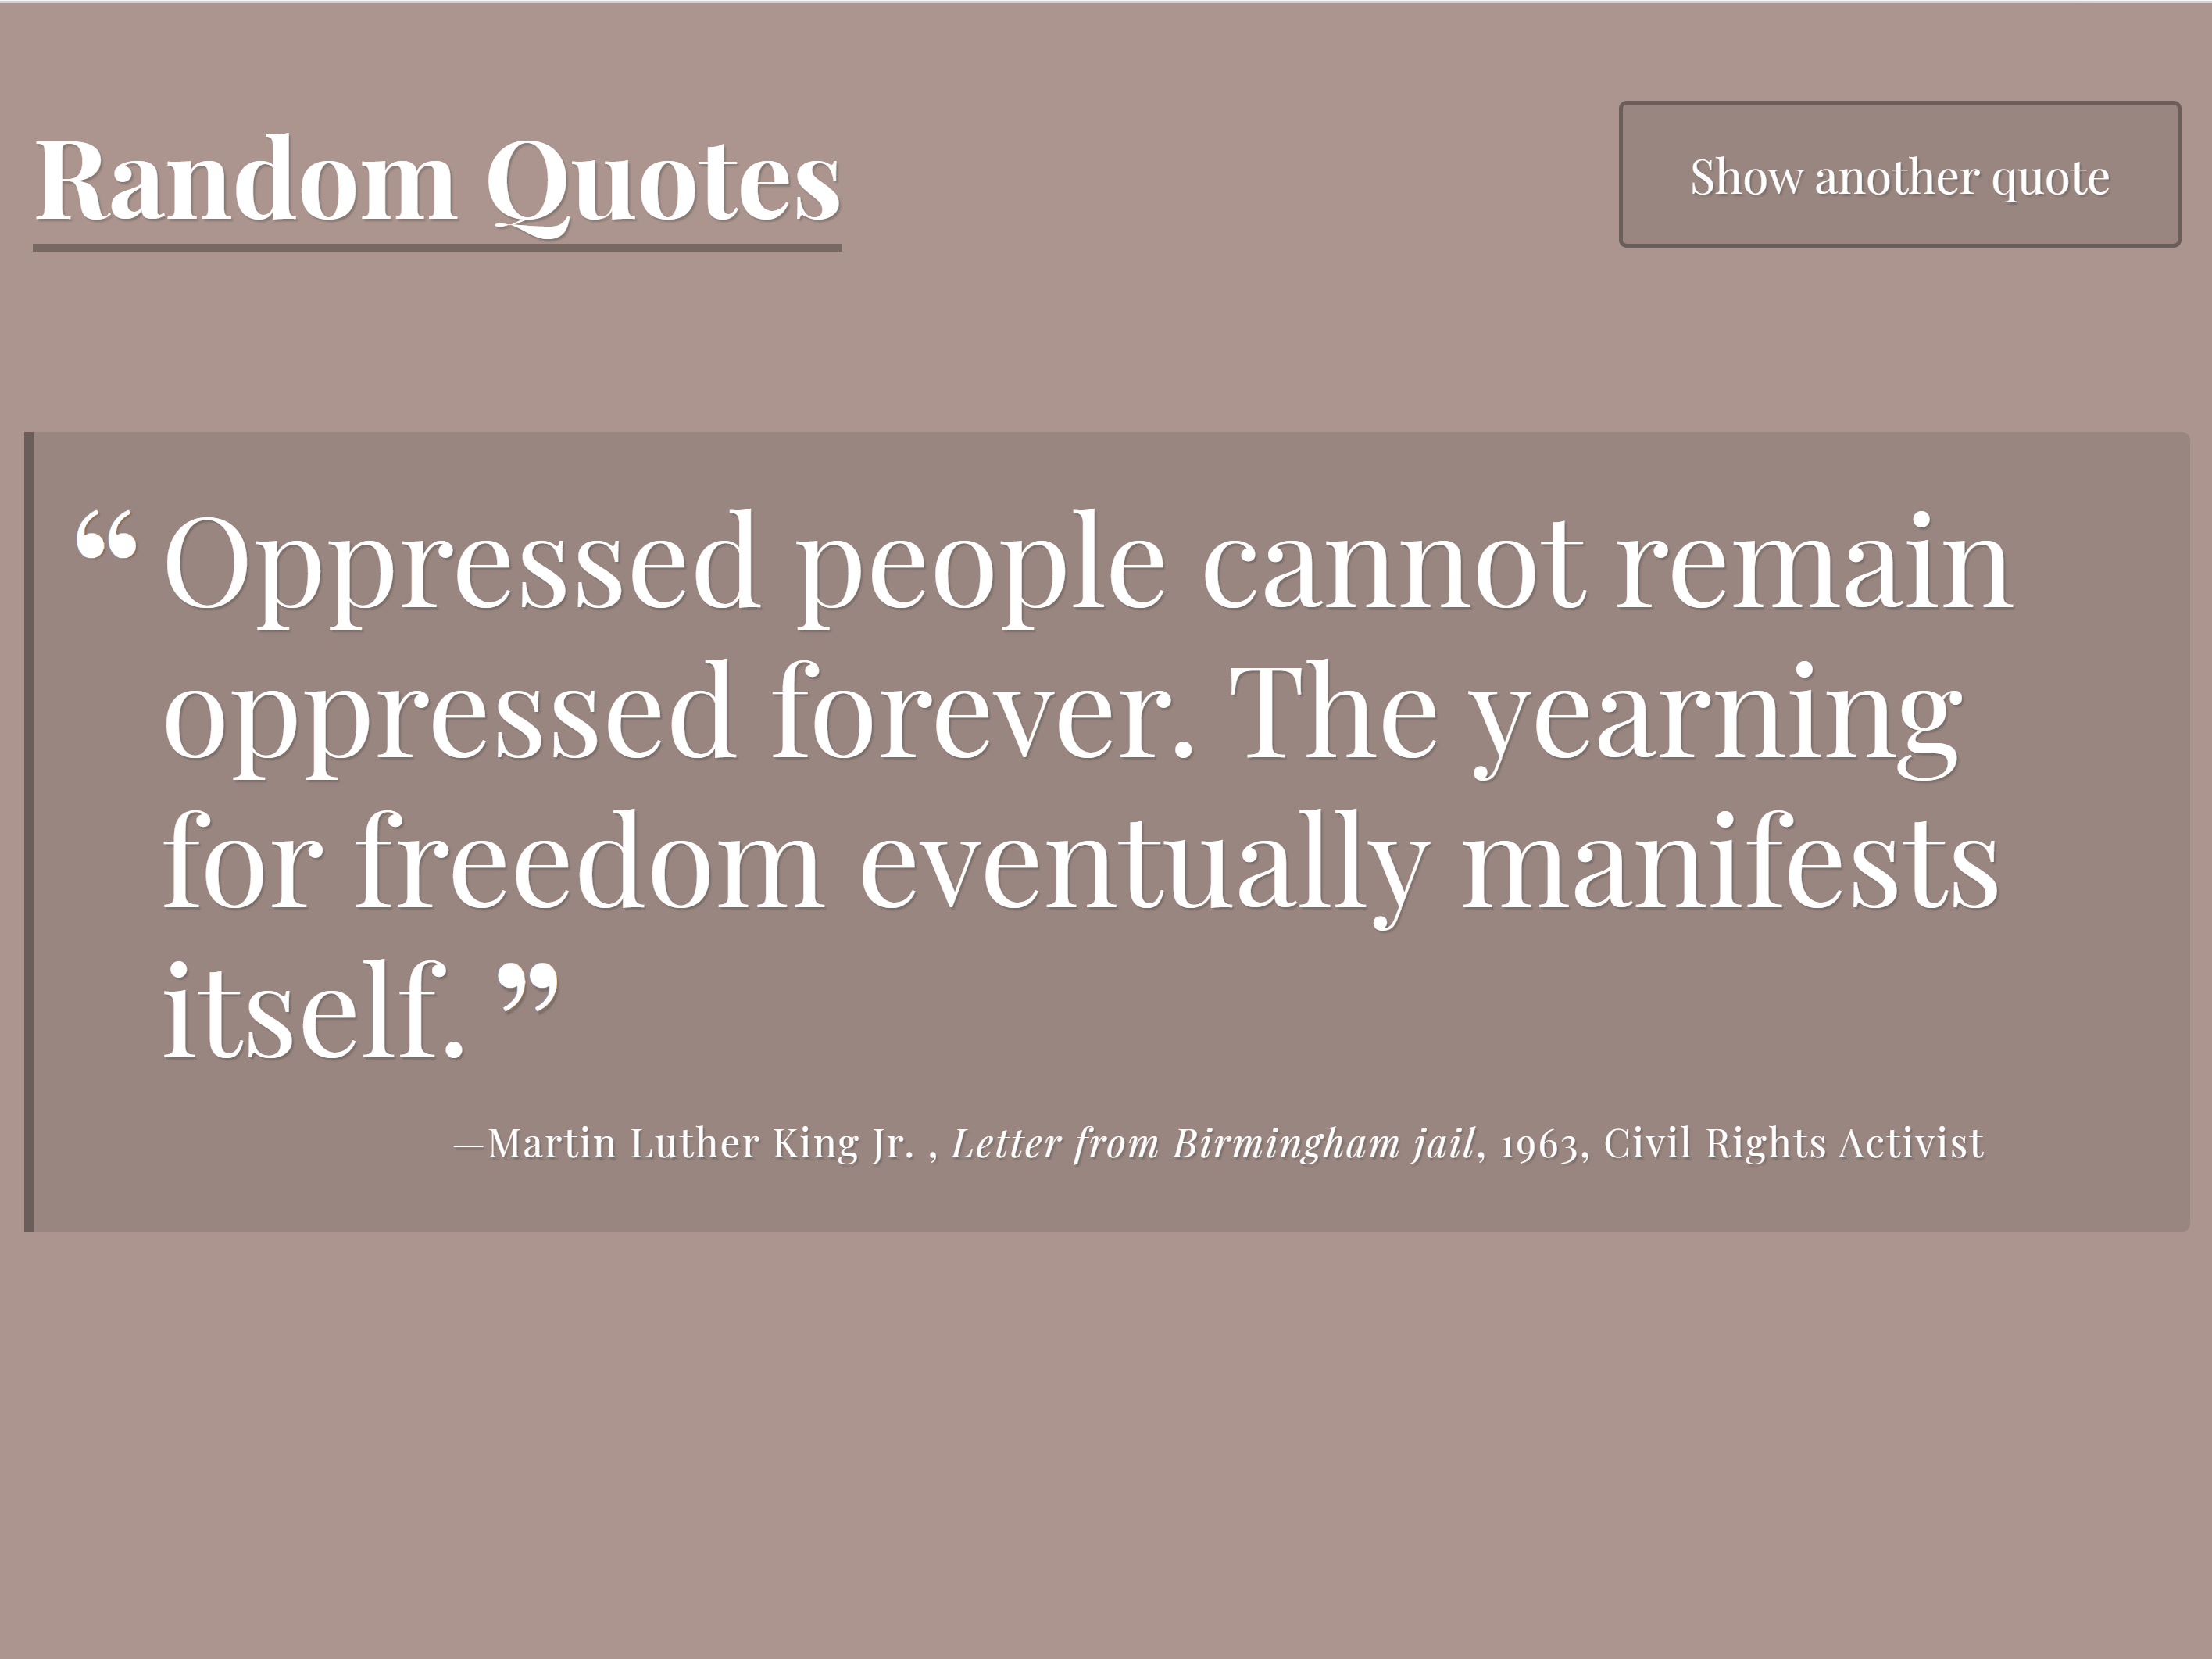 Random Quotes
Show another quote
“ Oppressed people cannot remain
oppressed forever. The yearning
for freedom eventually manifests
itself. ”
—Martin Luther King Jr. , Letter from Birmingham jail, 1963, Civil Rights Activist